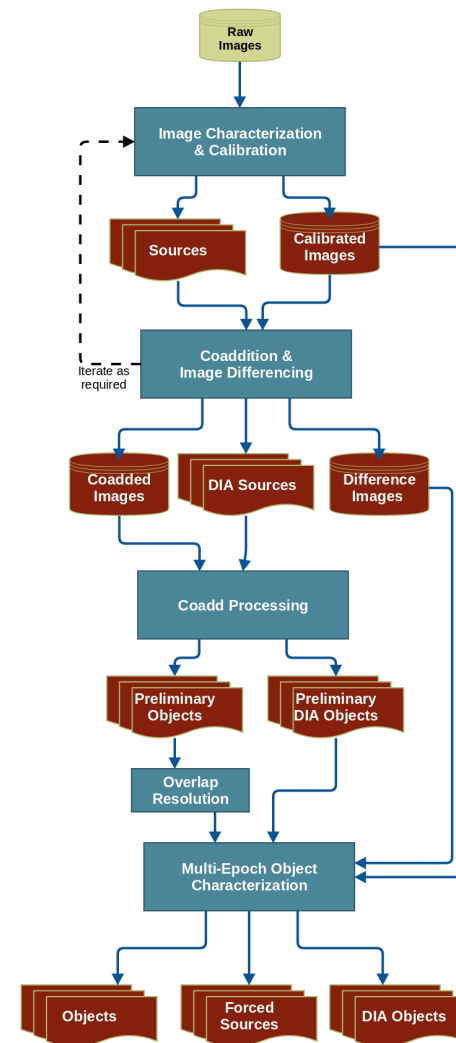 Raw
Images
Image Characterization
& Calibration
Sources
Calibrated
Images
Coaddition &
Image Differencing
Iterate as
required
Coadded
Images
DIA Sources
Difference
Images
Coadd Processing
Preliminary
Objects
Preliminary
DIA Objects
Overlap
Resolution
Multi-Epoch Object
Characterization
Objects
Forced
Sources
DIA Objects